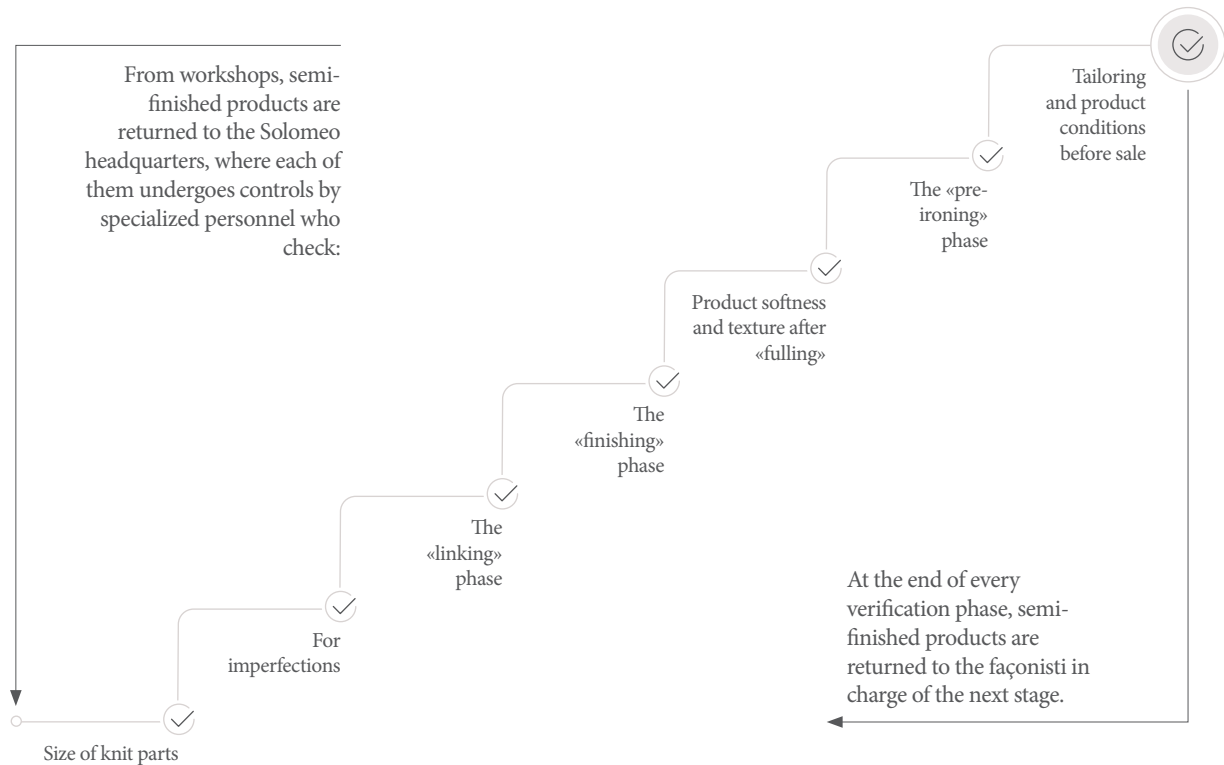 From workshops, semi-
finished products are
returned to the Solomeo
headquarters, where each of
them undergoes controls by
specialized personnel who
check:
Size of knit parts
For
imperfections
The
«linking»
phase
The
«finishing»
phase
Product softness
and texture after
«fulling»
The «pre-
ironing»
phase
Tailoring
and product
conditions
before sale
At the end of every
verification phase, semi-
finished products are
returned to the façonisti in
charge of the next stage.